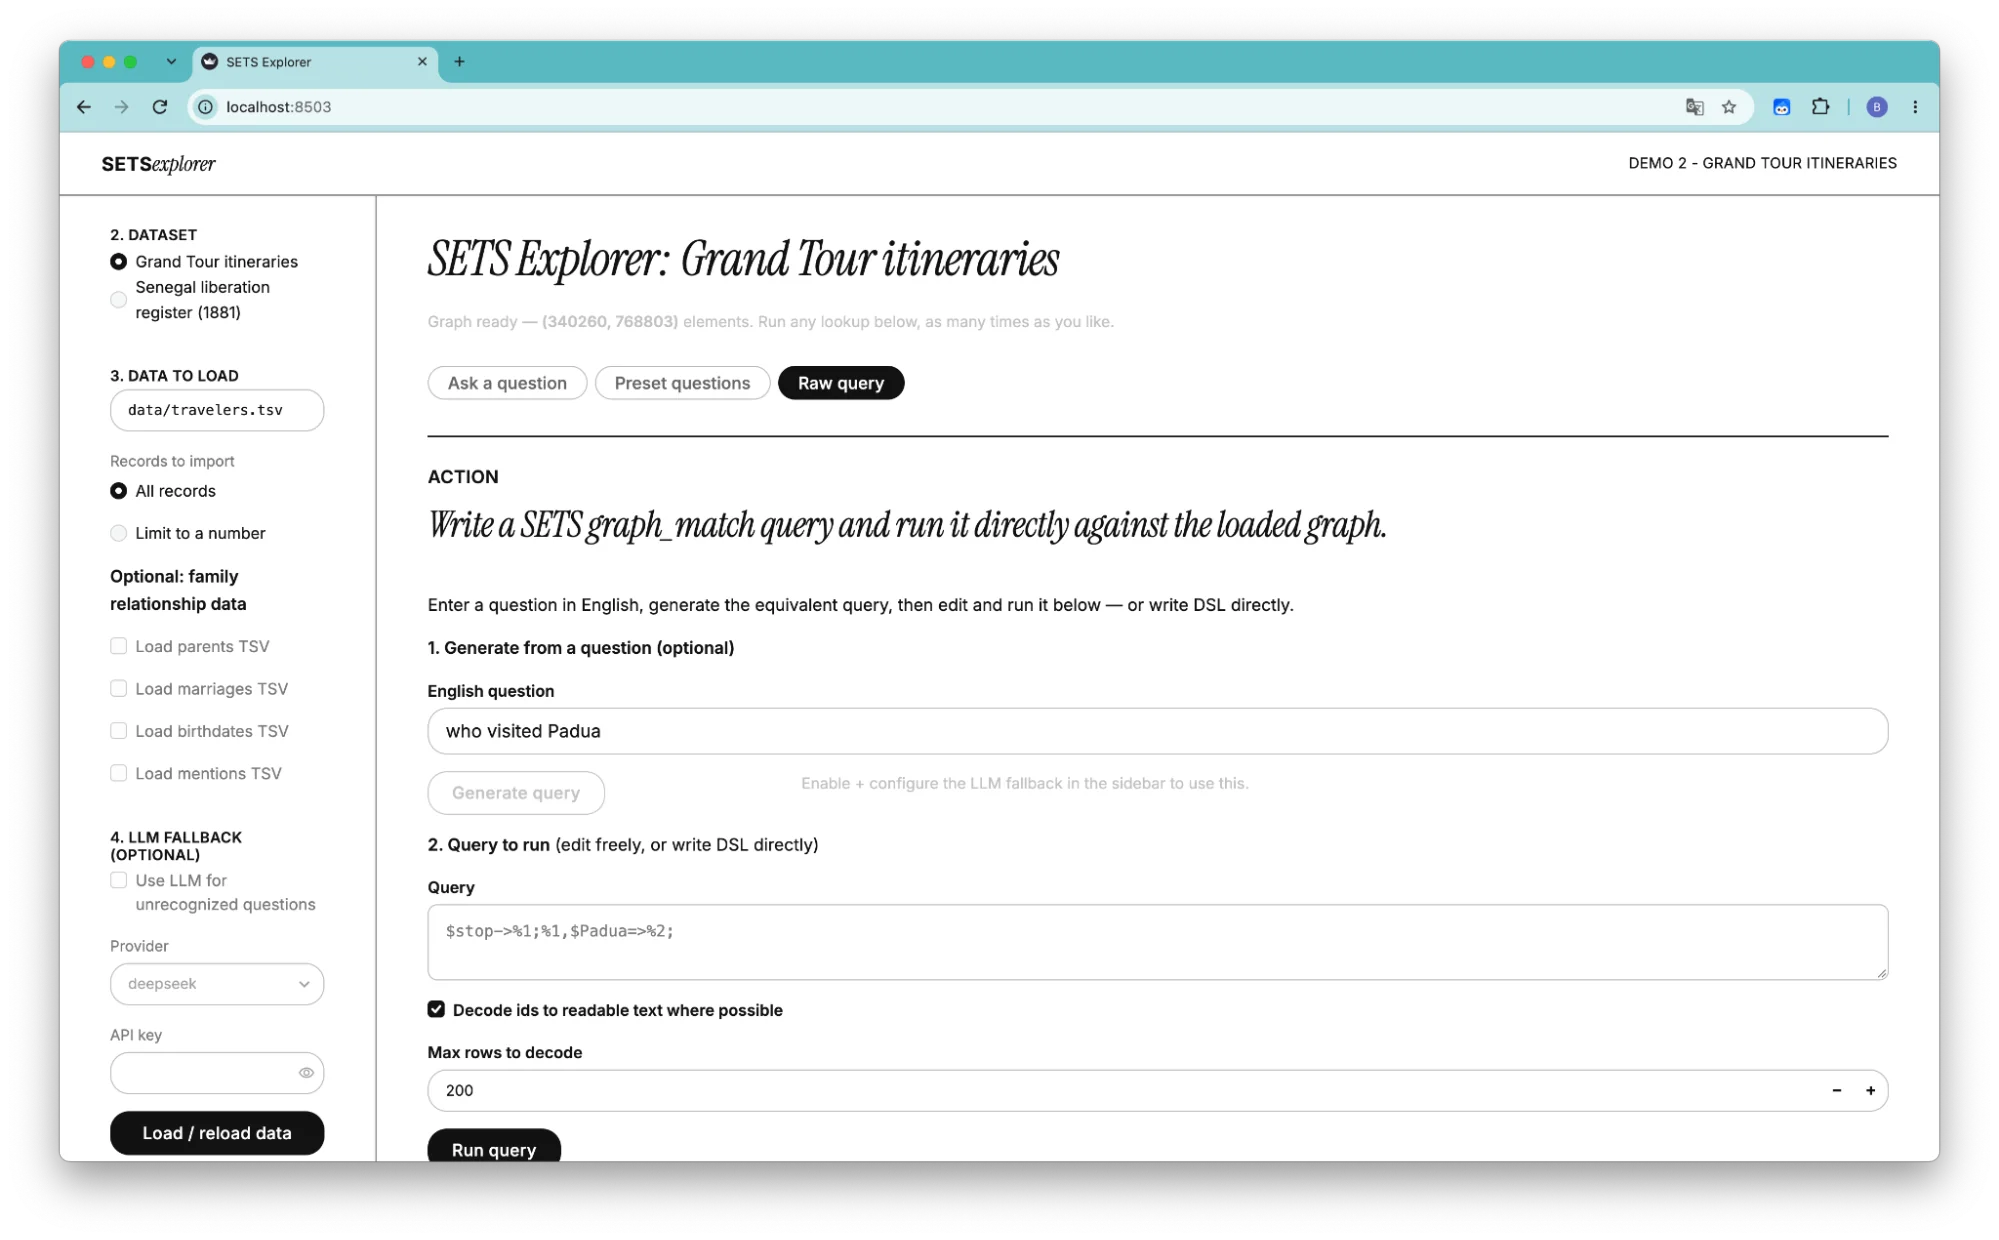 SETS Explorer
localhost:8503
B
SETSexplorer
DEMO 2 - GRAND TOUR ITINERARIES
2. DATASET
Grand Tour itineraries
Senegal liberation
register (1881)
3. DATA TO LOAD
data/travelers.tsv
Records to import
All records
Limit to a number
Optional: family
relationship data
Load parents TSV
Load marriages TSV
Load birthdates TSV
Load mentions TSV
4. LLM FALLBACK
(OPTIONAL)
Use LLM for
unrecognized questions
Provider
deepseek
API key
Load / reload data
SETS Explorer: Grand Tour itineraries
Graph ready — (340260, 768803) elements. Run any lookup below, as many times as you like.
Ask a question
Preset questions
Raw query
ACTION
Write a SETS graph_match query and run it directly against the loaded graph.
Enter a question in English, generate the equivalent query, then edit and run it below — or write DSL directly.
1. Generate from a question (optional)
English question
who visited Padua
Generate query
Enable + configure the LLM fallback in the sidebar to use this.
2. Query to run (edit freely, or write DSL directly)
Query
$stop->%1;%1,$Padua=>%2;
Decode ids to readable text where possible
Max rows to decode
200
Run query